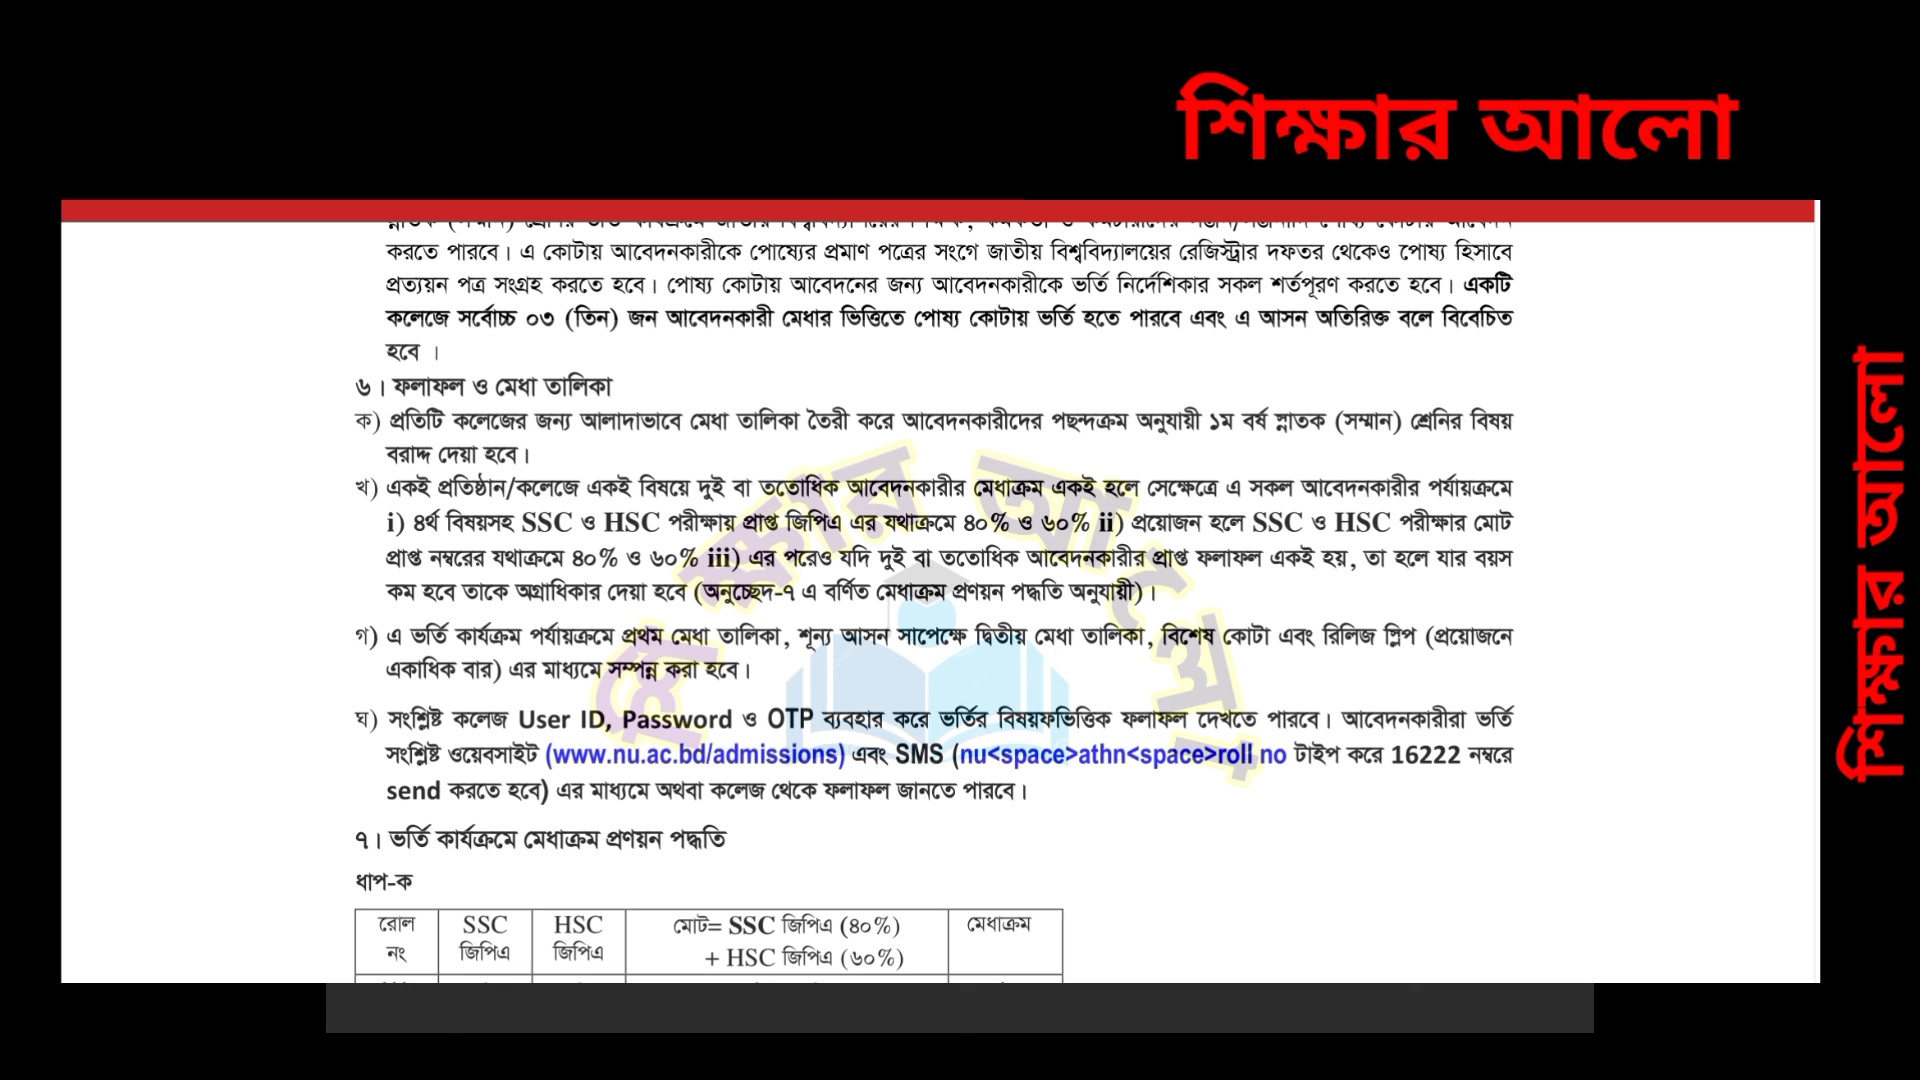 শিক্ষার আলো
করতে পারবে। এ কোটায় আবেদনকারীকে পোষ্যের প্রমাণ পত্রের সংগে জাতীয় বিশ্ববিদ্যালয়ের রেজিস্ট্রার দফতর থেকেও পোষ্য হিসাবে
প্রত্যয়ন পত্র সংগ্রহ করতে হবে। পোষ্য কোটায় আবেদনের জন্য আবেদনকারীকে ভর্তি নির্দেশিকার সকল শর্তপূরণ করতে হবে। একটি
কলেজে সর্বোচ্চ ০৩ (তিন) জন আবেদনকারী মেধার ভিত্তিতে পোষ্য কোটায় ভর্তি হতে পারবে এবং এ আসন অতিরিক্ত বলে বিবেচিত
হবে ।
৬। ফলাফল ও মেধা তালিকা
ক) প্রতিটি কলেজের জন্য আলাদাভাবে মেধা তালিকা তৈরী করে আবেদনকারীদের পছন্দক্রম অনুযায়ী ১ম বর্ষ স্নাতক (সম্মান) শ্রেনির বিষয়
বরাদ্দ দেয়া হবে।
খ) একই প্রতিষ্ঠান/কলেজে একই বিষয়ে দুই বা ততোধিক আবেদনকারীর মেধাক্রম একই হলে সেক্ষেত্রে এ সকল আবেদনকারীর পর্যায়ক্রমে
i) ৪র্থ বিষয়সহ SSC ও HSC পরীক্ষায় প্রাপ্ত জিপিএ এর যথাক্রমে ৪০% ও ৬০% ii) প্রয়োজন হলে SSC ও HSC পরীক্ষার মোট
প্রাপ্ত নম্বরের যথাক্রমে ৪০% ও ৬০% iii) এর পরেও যদি দুই বা ততোধিক আবেদনকারীর প্রাপ্ত ফলাফল একই হয়, তা হলে যার বয়স
কম হবে তাকে অগ্রাধিকার দেয়া হবে (অনুচ্ছেদ-৭ এ বর্ণিত মেধাক্রম প্রণয়ন পদ্ধতি অনুযায়ী)।
গ) এ ভর্তি কার্যক্রম পর্যায়ক্রমে প্রথম মেধা তালিকা, শূন্য আসন সাপেক্ষে দ্বিতীয় মেধা তালিকা, বিশেষ কোটা এবং রিলিজ স্লিপ (প্রয়োজনে
একাধিক বার) এর মাধ্যমে সম্পন্ন করা হবে।
ঘ) সংশ্লিষ্ট কলেজ User ID, Password ও OTP ব্যবহার করে ভর্তির বিষয়ফভিত্তিক ফলাফল দেখতে পারবে। আবেদনকারীরা ভর্তি
সংশ্লিষ্ট ওয়েবসাইট (www.nu.ac.bd/admissions) এবং SMS (nu<space>athn<space>roll no টাইপ করে 16222 নম্বরে
send করতে হবে) এর মাধ্যমে অথবা কলেজ থেকে ফলাফল জানতে পারবে।
৭। ভর্তি কার্যক্রমে মেধাক্রম প্রণয়ন পদ্ধতি
ধাপ-ক
রোল SSC HSC মোট= SSC জিপিএ (৪০%) মেধাক্রম
নং জিপিএ জিপিএ + HSC জিপিএ (৬০%)
শিক্ষার আলো
শিক্ষার আলো